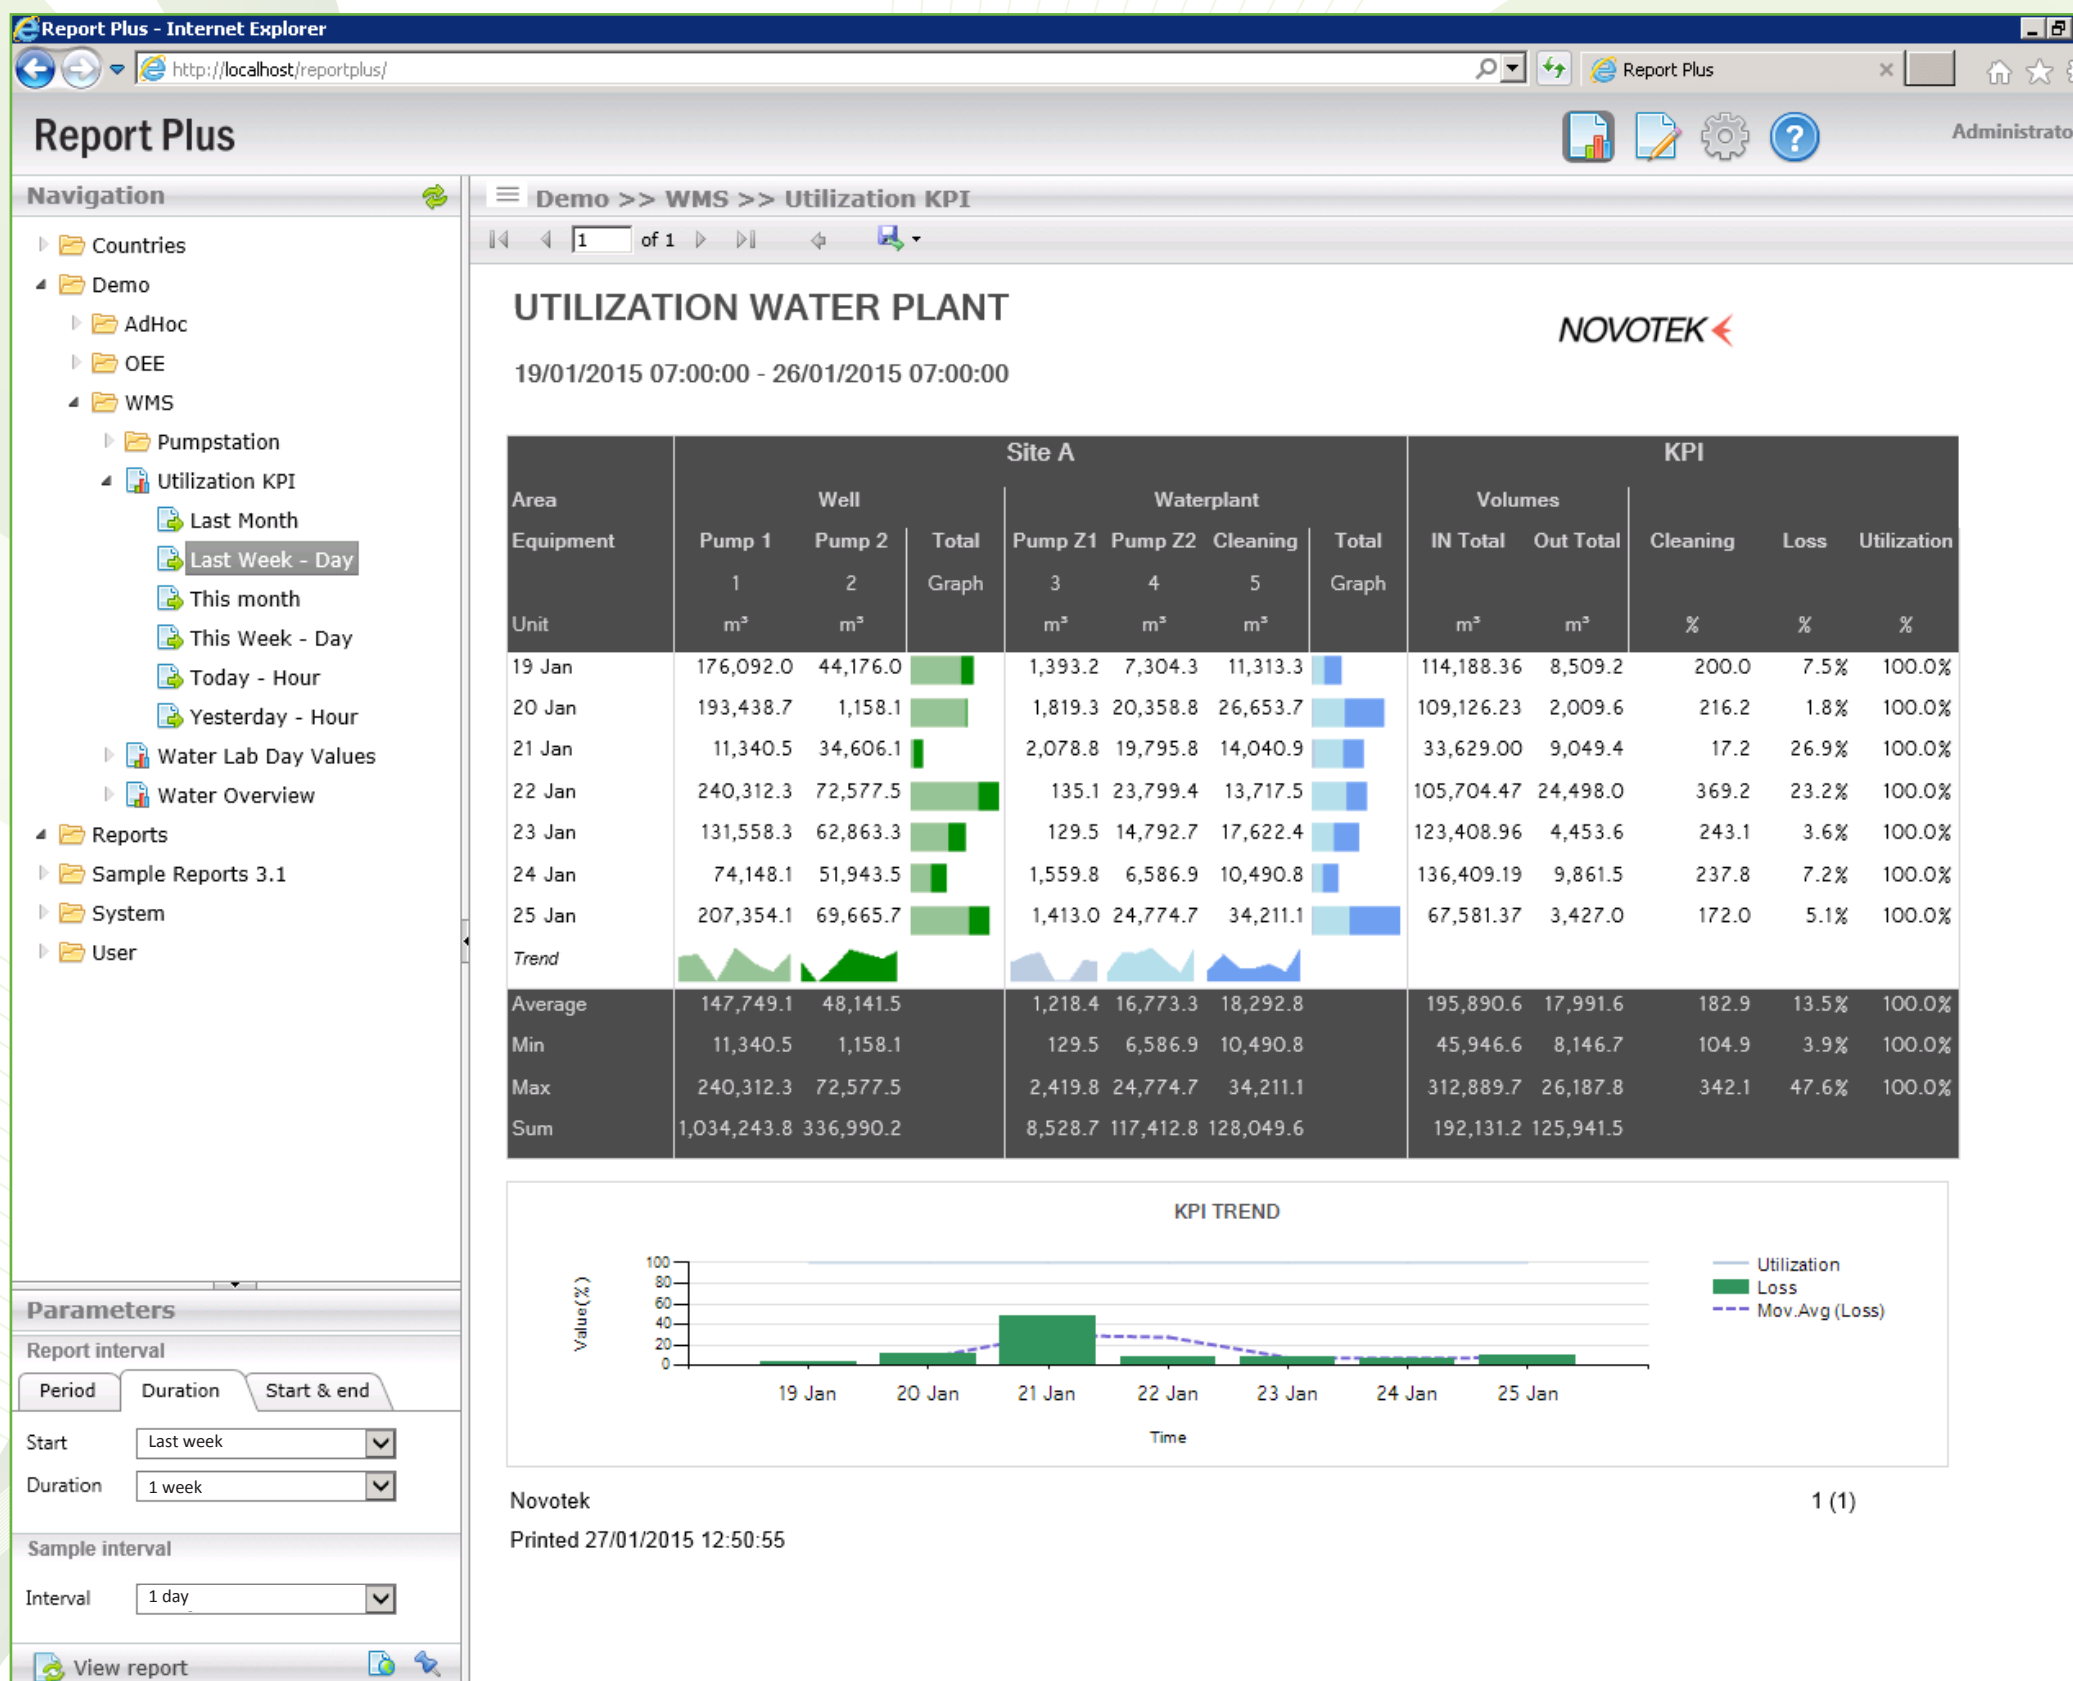 Report Plus - Internet Explorer
http://localhost/reportplus/
Report Plus
Report Plus
Administrato
Navigation
Countries
Demo
AdHoc
OEE
WMS
Pumpstation
Utilization KPI
Last Month
Last Week - Day
This month
This Week - Day
Today - Hour
Yesterday - Hour
Water Lab Day Values
Water Overview
Reports
Sample Reports 3.1
System
User
Parameters
Report interval
Period Duration Start & end
Start Last week
Duration 1 week
Sample interval
Interval 1 day
View report
Demo >> WMS >> Utilization KPI
1 of 1
UTILIZATION WATER PLANT
NOVOTEK
19/01/2015 07:00:00 - 26/01/2015 07:00:00
Site A KPI
Area Well Waterplant Volumes
Equipment Pump 1 Pump 2 Total Pump Z1 Pump Z2 Cleaning Total IN Total Out Total Cleaning Loss Utilization
1 2 Graph 3 4 5 Graph
Unit m³ m³ m³ m³ m³ m³ m³ % % %
19 Jan 176,092.0 44,176.0 1,393.2 7,304.3 11,313.3 114,188.36 8,509.2 200.0 7.5% 100.0%
20 Jan 193,438.7 1,158.1 1,819.3 20,358.8 26,653.7 109,126.23 2,009.6 216.2 1.8% 100.0%
21 Jan 11,340.5 34,606.1 2,078.8 19,795.8 14,040.9 33,629.00 9,049.4 17.2 26.9% 100.0%
22 Jan 240,312.3 72,577.5 135.1 23,799.4 13,717.5 105,704.47 24,498.0 369.2 23.2% 100.0%
23 Jan 131,558.3 62,863.3 129.5 14,792.7 17,622.4 123,408.96 4,453.6 243.1 3.6% 100.0%
24 Jan 74,148.1 51,943.5 1,559.8 6,586.9 10,490.8 136,409.19 9,861.5 237.8 7.2% 100.0%
25 Jan 207,354.1 69,665.7 1,413.0 24,774.7 34,211.1 67,581.37 3,427.0 172.0 5.1% 100.0%
Trend
Average 147,749.1 48,141.5 1,218.4 16,773.3 18,292.8 195,890.6 17,991.6 182.9 13.5% 100.0%
Min 11,340.5 1,158.1 129.5 6,586.9 10,490.8 45,946.6 8,146.7 104.9 3.9% 100.0%
Max 240,312.3 72,577.5 2,419.8 24,774.7 34,211.1 312,889.7 26,187.8 342.1 47.6% 100.0%
Sum 1,034,243.8 336,990.2 8,528.7 117,412.8 128,049.6 192,131.2 125,941.5
KPI TREND
Value(%)
100
80
60
40
20
0
19 Jan 20 Jan 21 Jan 22 Jan 23 Jan 24 Jan 25 Jan
Time
Utilization
Loss
Mov.Avg (Loss)
Novotek 1 (1)
Printed 27/01/2015 12:50:55